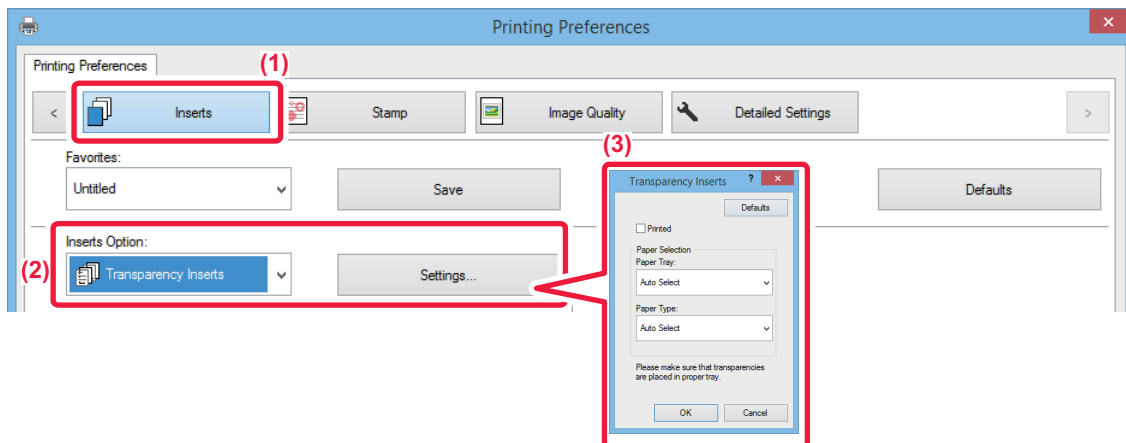 Printing Preferences
×
Printing Preferences
(1)
<
Inserts
Stamp
Image Quality
Detailed Settings
>
(3)
Favorites:
Untitled
Save
Defaults
Inserts Option:
(2)
Transparency Inserts
Settings...
Transparency Inserts
?
×
Defaults
Printed
Paper Selection
Paper Tray:
Auto Select
Paper Type:
Auto Select
Please make sure that transparencies
are placed in proper tray.
OK
Cancel